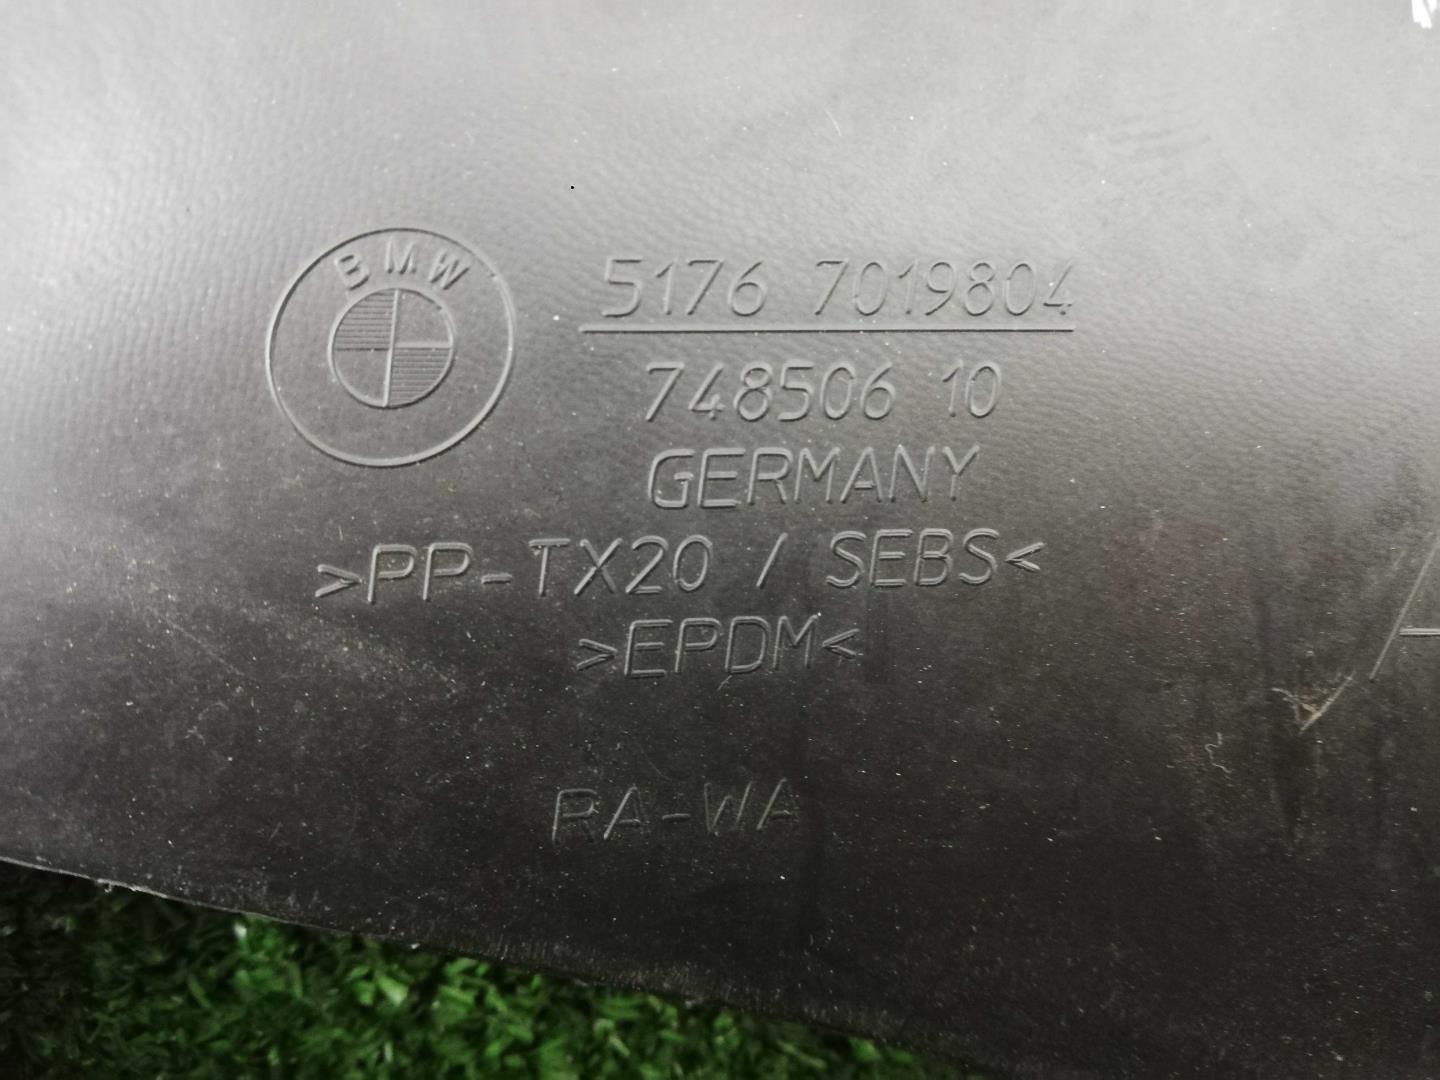 BMW
5176 7019804
748506 10
GERMANY
>PP-TX20 / SEBS<
>EPDM<
RA-WA